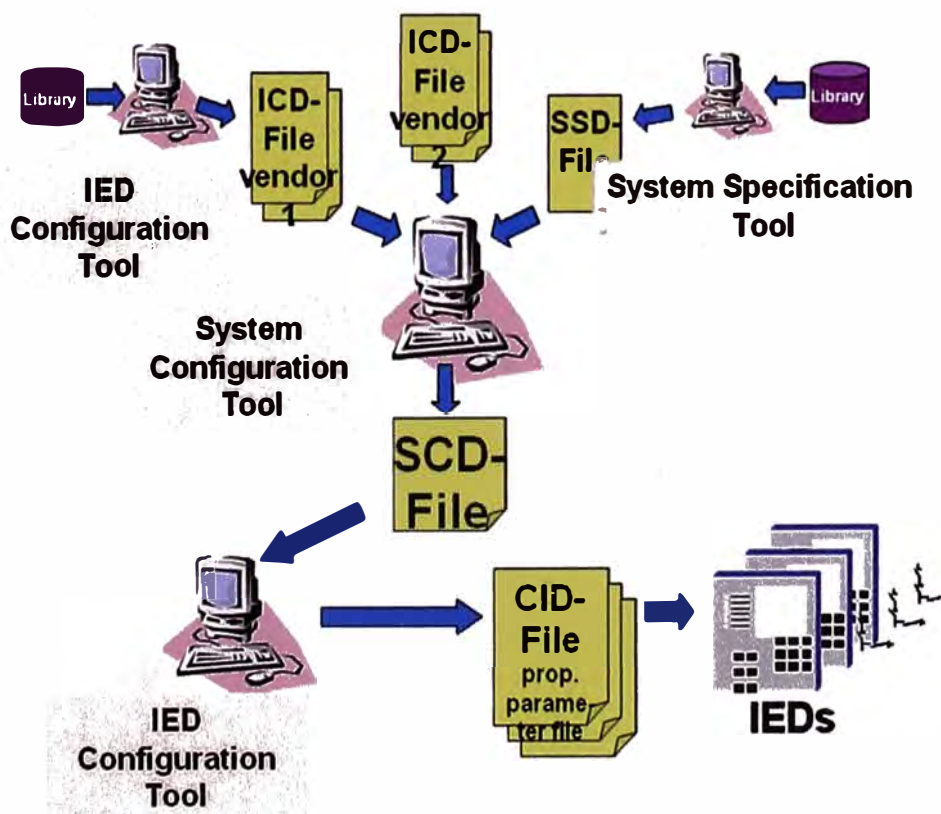 Library
IED
Configuration
Tool
ICD-
File
vendor
1
ICD-
File
vendor
2
SSD-
File
Library
System Specification
Tool
System
Configuration
Tool
SCD-
File
IED
Configuration
Tool
CID-
File
prop.
parame-
ter file
IEDs